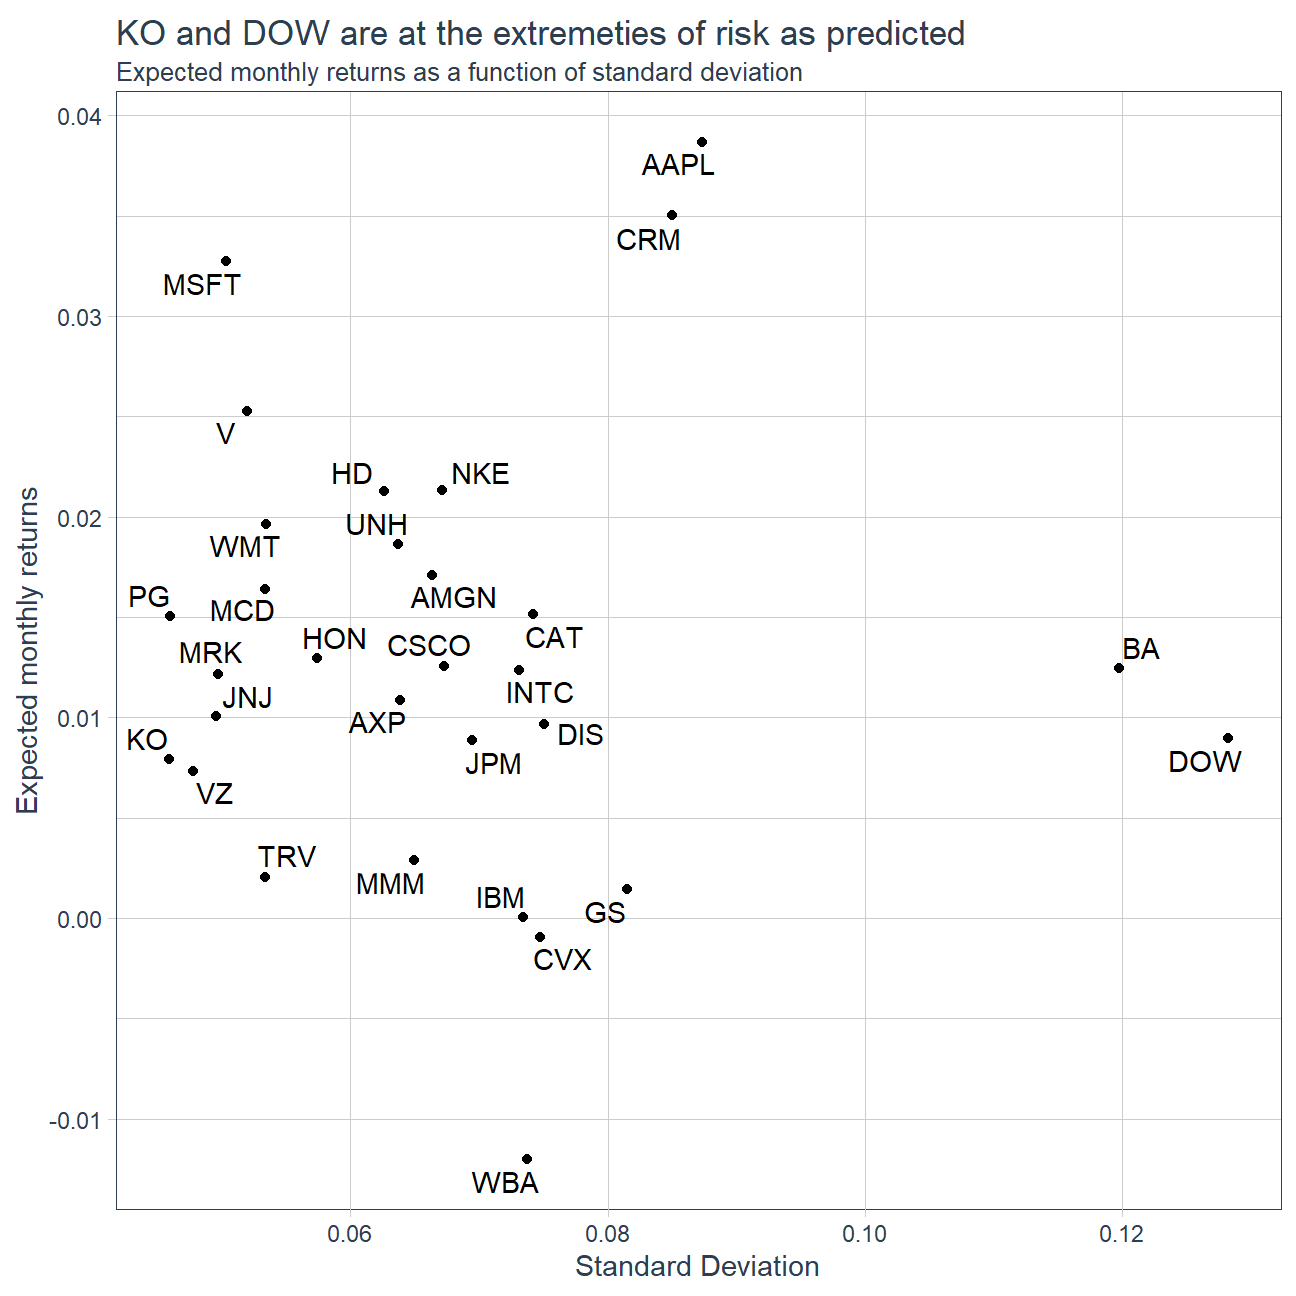 KO and DOW are at the extremeties of risk as predicted
Expected monthly returns as a function of standard deviation
0.04
AAPL
CRM
MSFT
0.03
V
HD
NKE
0.02
UNH
WMT
PG
AMGN
MCD
CAT
HON
CSCO
BA
MRK
INTC
JNJ
0.01
AXP
DIS
KO
JPM
DOW
VZ
TRV
MMM
IBM
GS
0.00
CVX
-0.01
WBA
Expected monthly returns
0.06
0.08
0.10
0.12
Standard Deviation